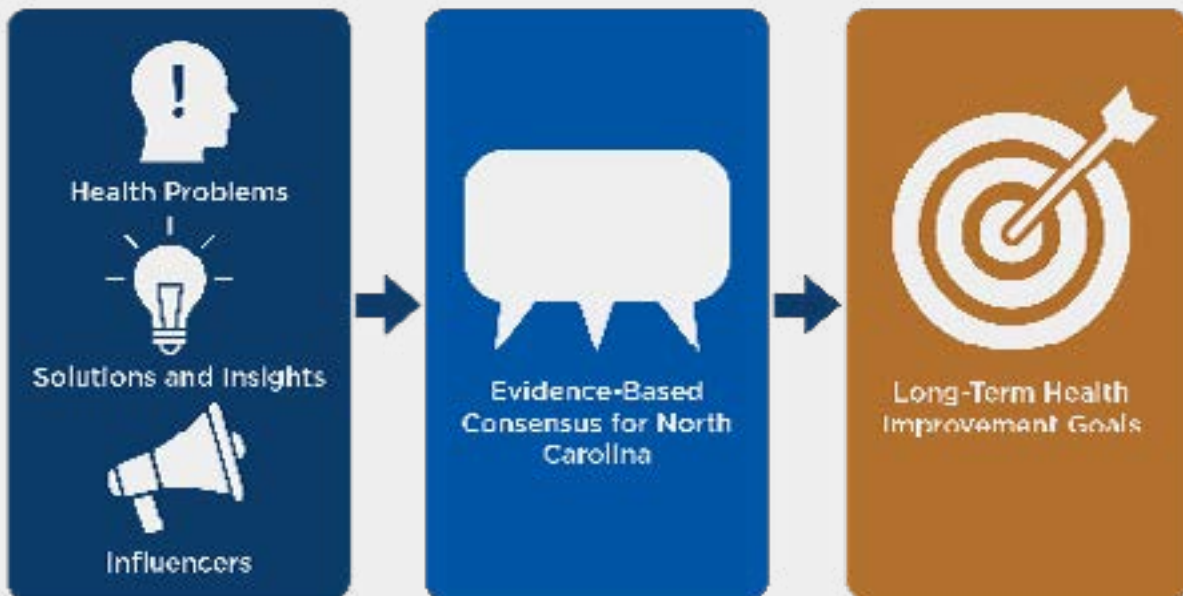 !
Health Problems
Solutions and Insights
Influencers
Evidence-Based
Consensus for North
Carolina
Long-Term Health
Improvement Goals